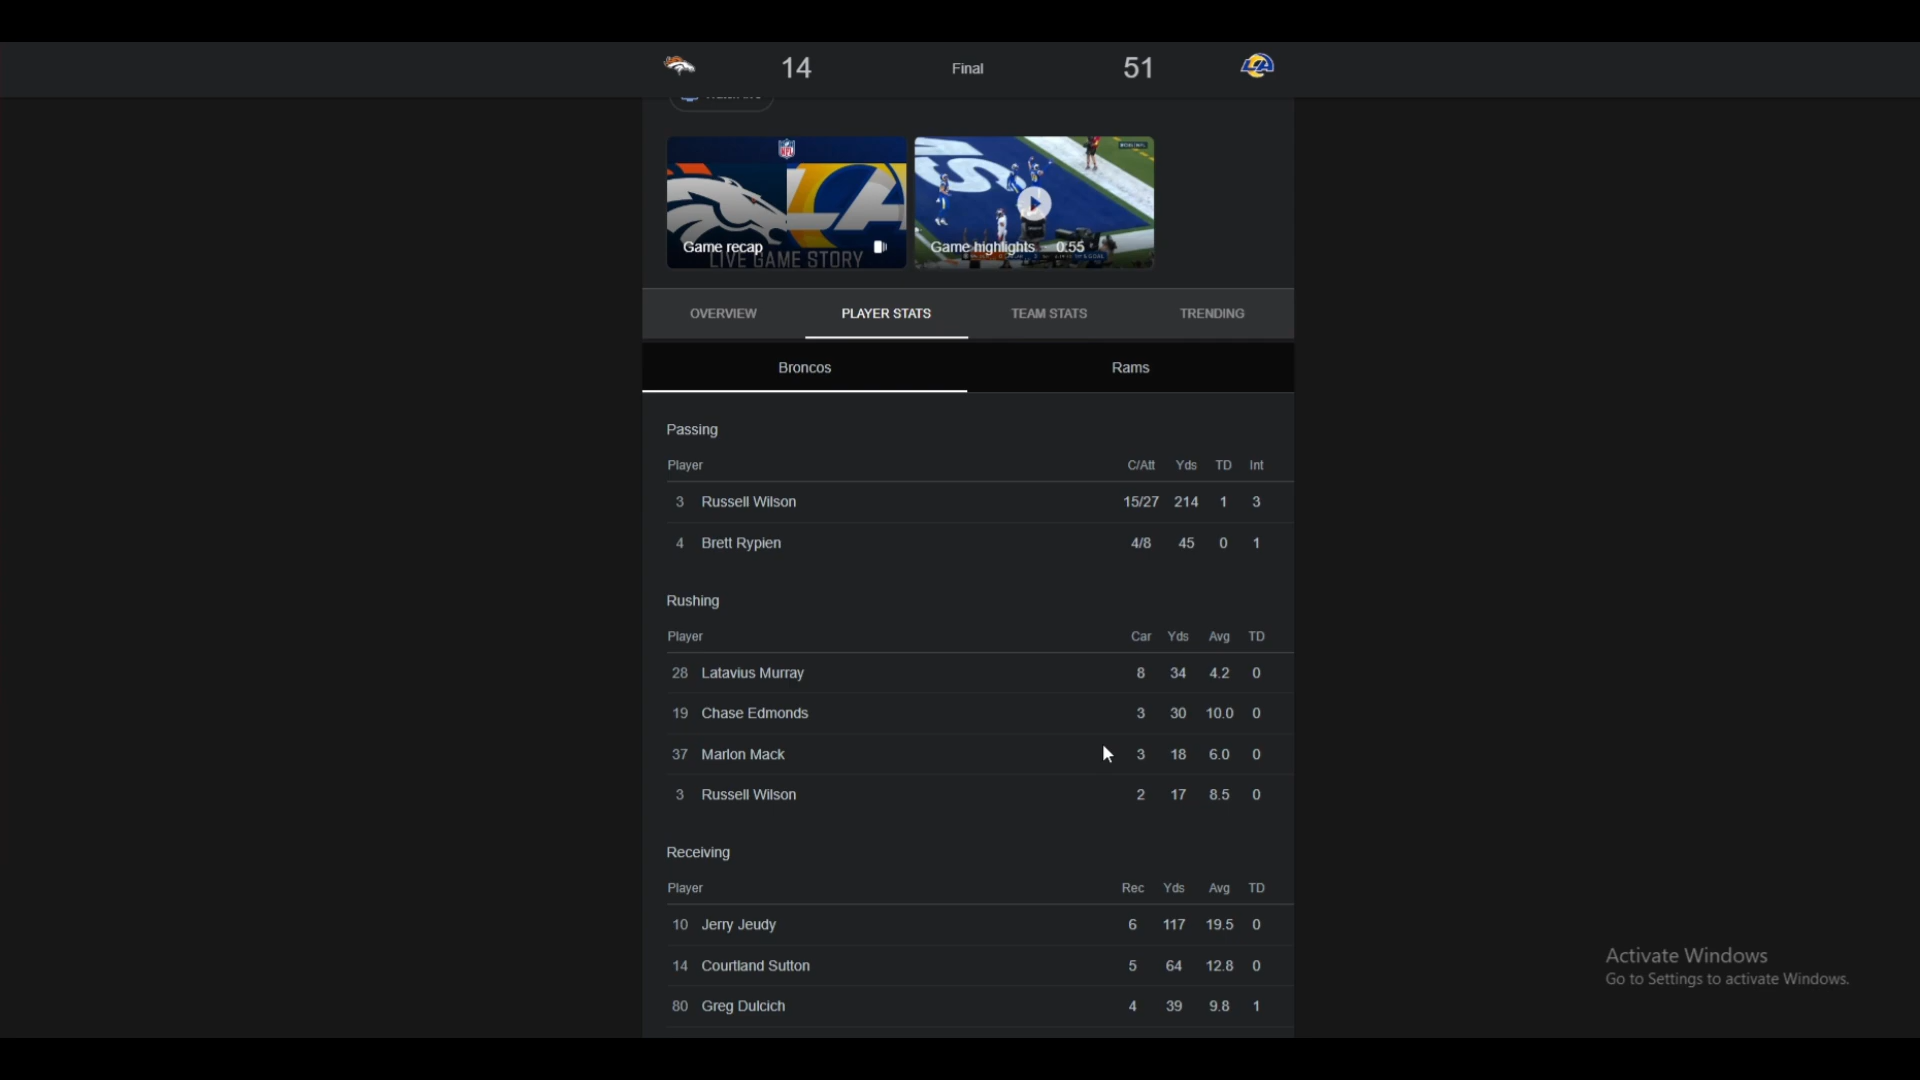 14 Final 51
Game recap
LIVE GAME STORY
Game highlights - 0:55
OVERVIEW PLAYER STATS TEAM STATS TRENDING
Broncos Rams
Passing
Player C/Att Yds TD Int
3 Russell Wilson 15/27 214 1 3
4 Brett Rypien 4/8 45 0 1
Rushing
Player Car Yds Avg TD
28 Latavius Murray 8 34 4.2 0
19 Chase Edmonds 3 30 10.0 0
37 Marlon Mack 3 18 6.0 0
3 Russell Wilson 2 17 8.5 0
Receiving
Player Rec Yds Avg TD
10 Jerry Jeudy 6 117 19.5 0
14 Courtland Sutton 5 64 12.8 0
80 Greg Dulcich 4 39 9.8 1
Activate Windows
Go to Settings to activate Windows.